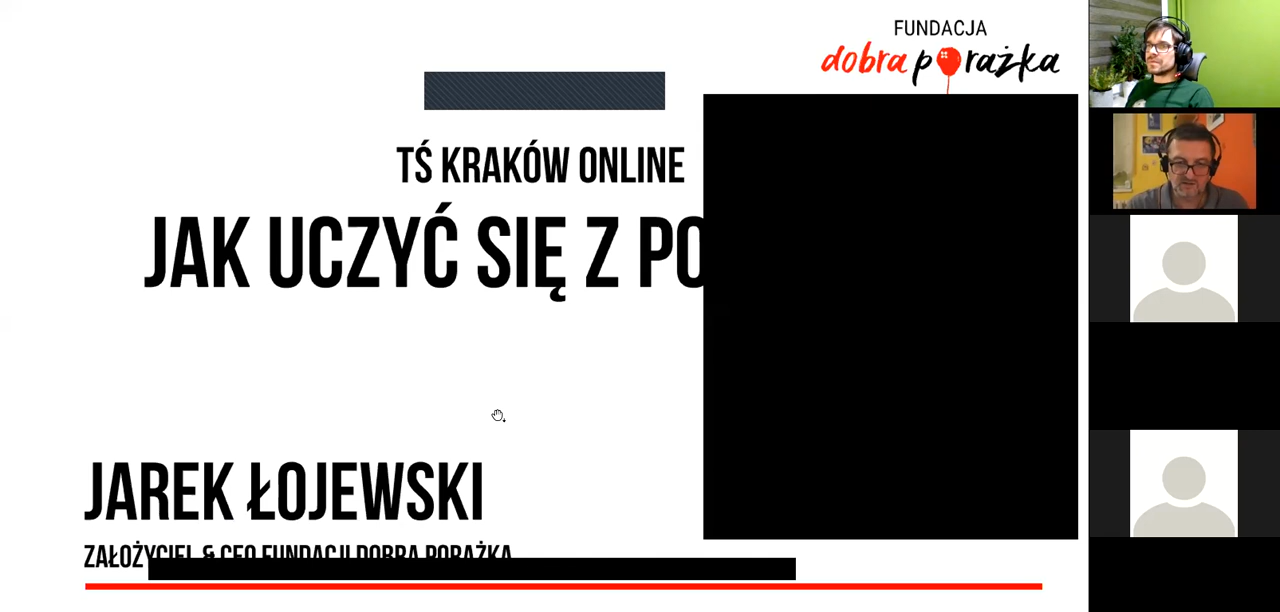 FUNDACJA
dobra porażka
TŚ KRAKÓW ONLINE
JAK UCZYĆ SIĘ Z PO
JAREK ŁOJEWSKI
ZAŁOŻYCIEL & CEO FUNDACJI DOBRA PORAŻKA